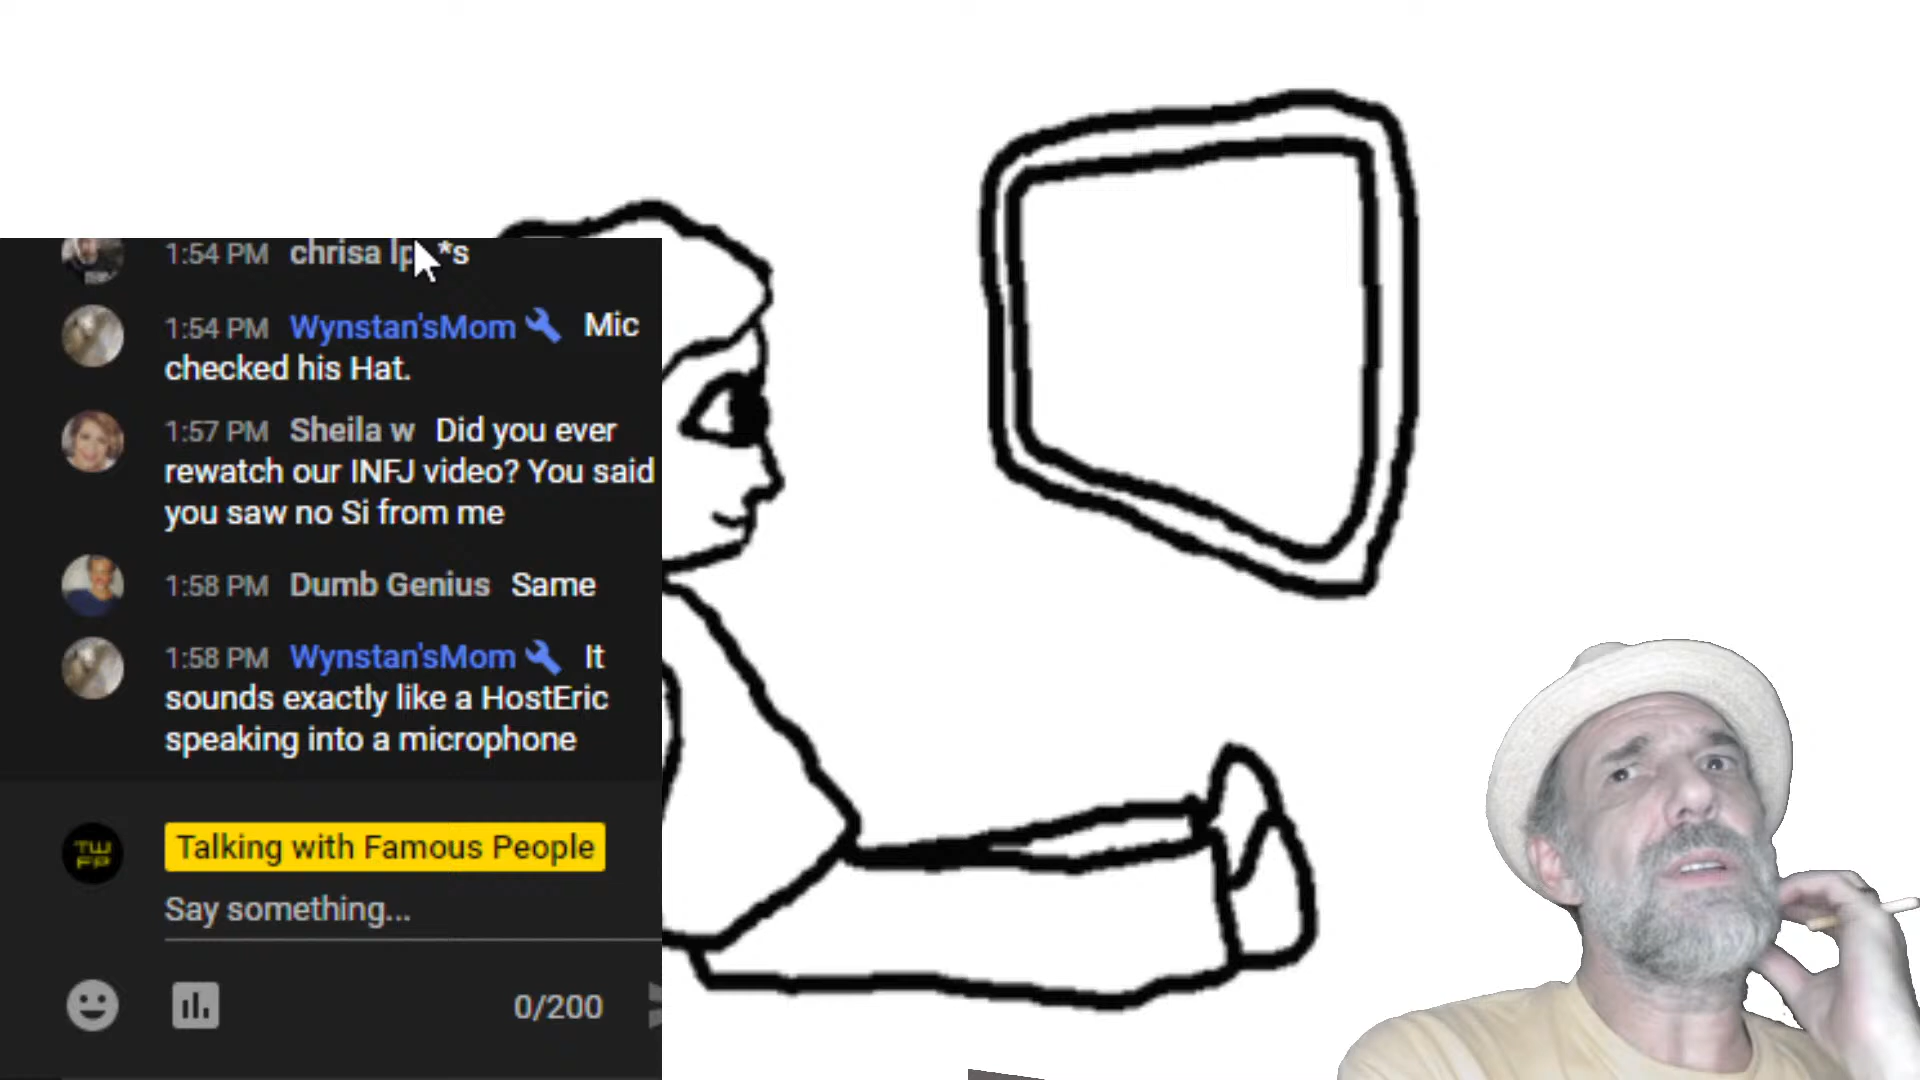 1:54 PM chrisa lp *s
1:54 PM Wynstan'sMom Mic
checked his Hat.
1:57 PM Sheila w Did you ever
rewatch our INFJ video? You said
you saw no Si from me
1:58 PM Dumb Genius Same
1:58 PM Wynstan'sMom It
sounds exactly like a HostEric
speaking into a microphone
TW
FP
Talking with Famous People
Say something...
0/200